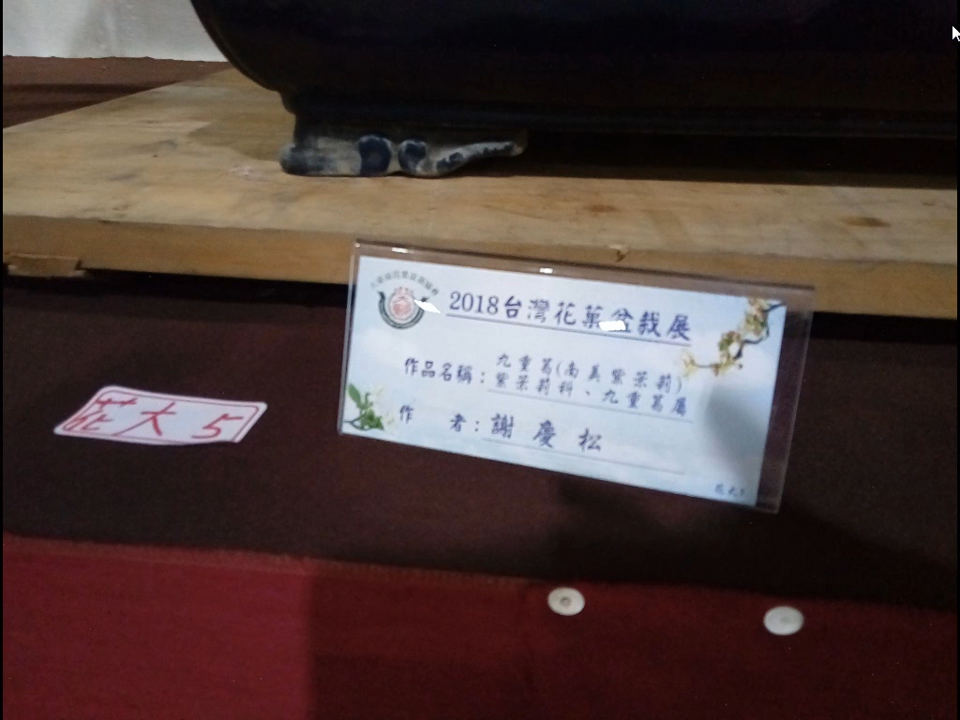 2018台灣花菓盆栽展
作品名稱：九重葛(南美紫茉莉)
紫茉莉科、九重葛屬
作　者：謝慶松
花大5